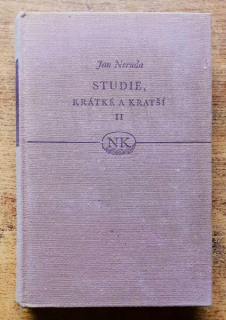 Jan Neruda
STUDIE,
KRÁTKÉ A KRATŠÍ
II
NK